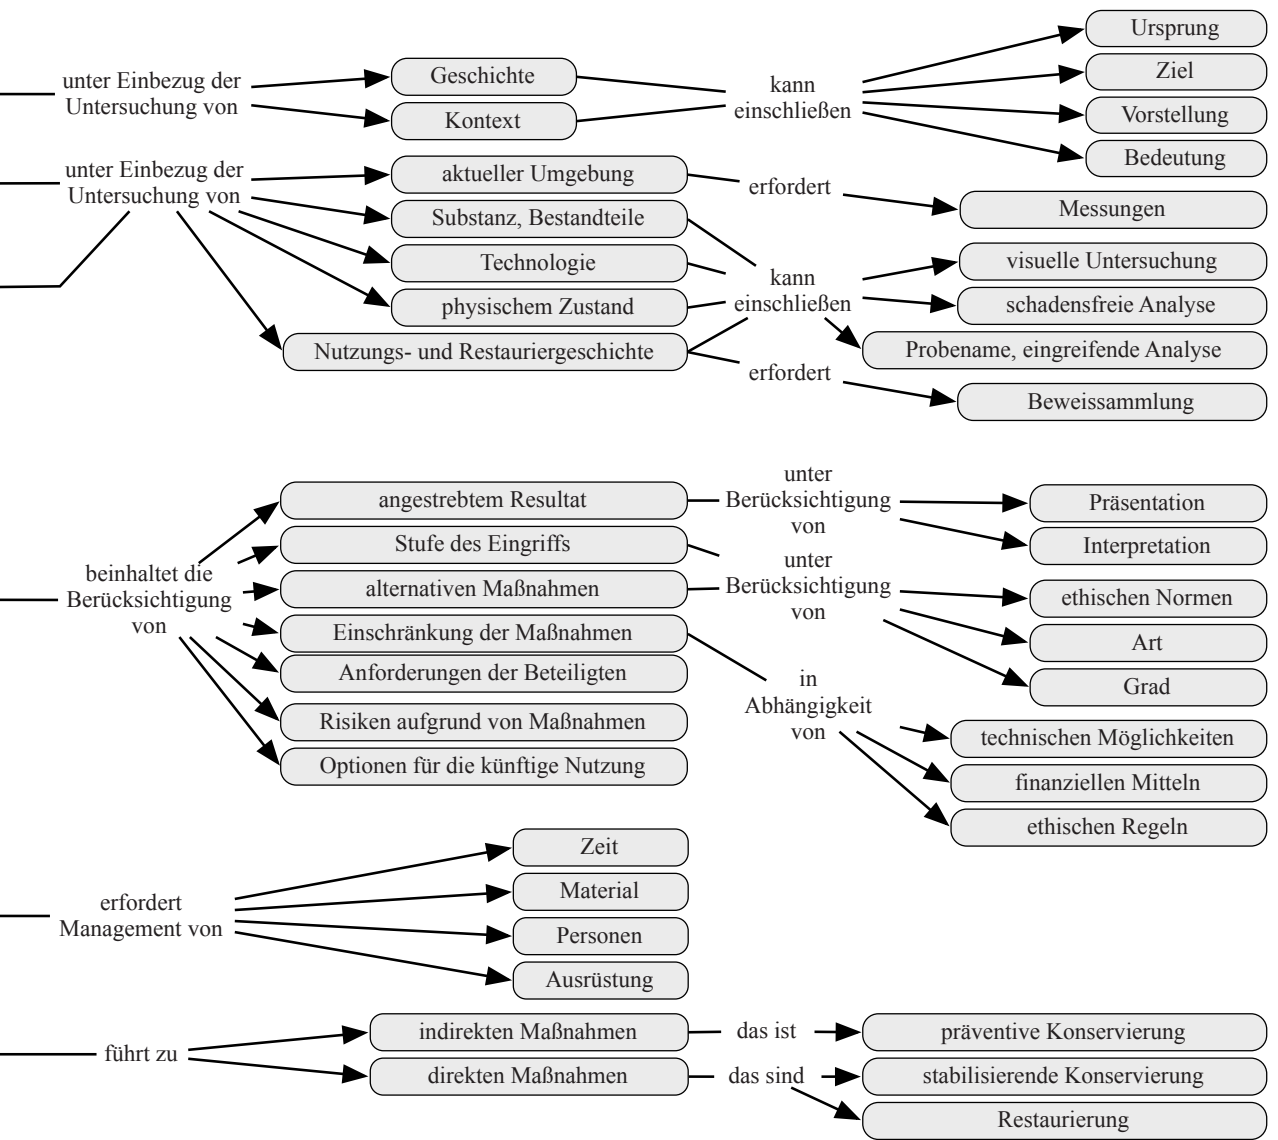 unter Einbezug der
Untersuchung von
Geschichte
Kontext
kann
einschließen
Ursprung
Ziel
Vorstellung
Bedeutung
unter Einbezug der
Untersuchung von
aktueller Umgebung
Substanz, Bestandteile
Technologie
physischem Zustand
Nutzungs- und Restauriergeschichte
erfordert
Messungen
kann
einschließen
visuelle Untersuchung
schadensfreie Analyse
Probename, eingreifende Analyse
erfordert
Beweissammlung
beinhaltet die
Berücksichtigung
von
angestrebtem Resultat
Stufe des Eingriffs
alternativen Maßnahmen
Einschränkung der Maßnahmen
Anforderungen der Beteiligten
Risiken aufgrund von Maßnahmen
Optionen für die künftige Nutzung
unter
Berücksichtigung
von
Präsentation
Interpretation
unter
Berücksichtigung
von
ethischen Normen
Art
Grad
in
Abhängigkeit
von
technischen Möglichkeiten
finanziellen Mitteln
ethischen Regeln
erfordert
Management von
Zeit
Material
Personen
Ausrüstung
führt zu
indirekten Maßnahmen
direkten Maßnahmen
das ist
präventive Konservierung
das sind
stabilisierende Konservierung
Restaurierung